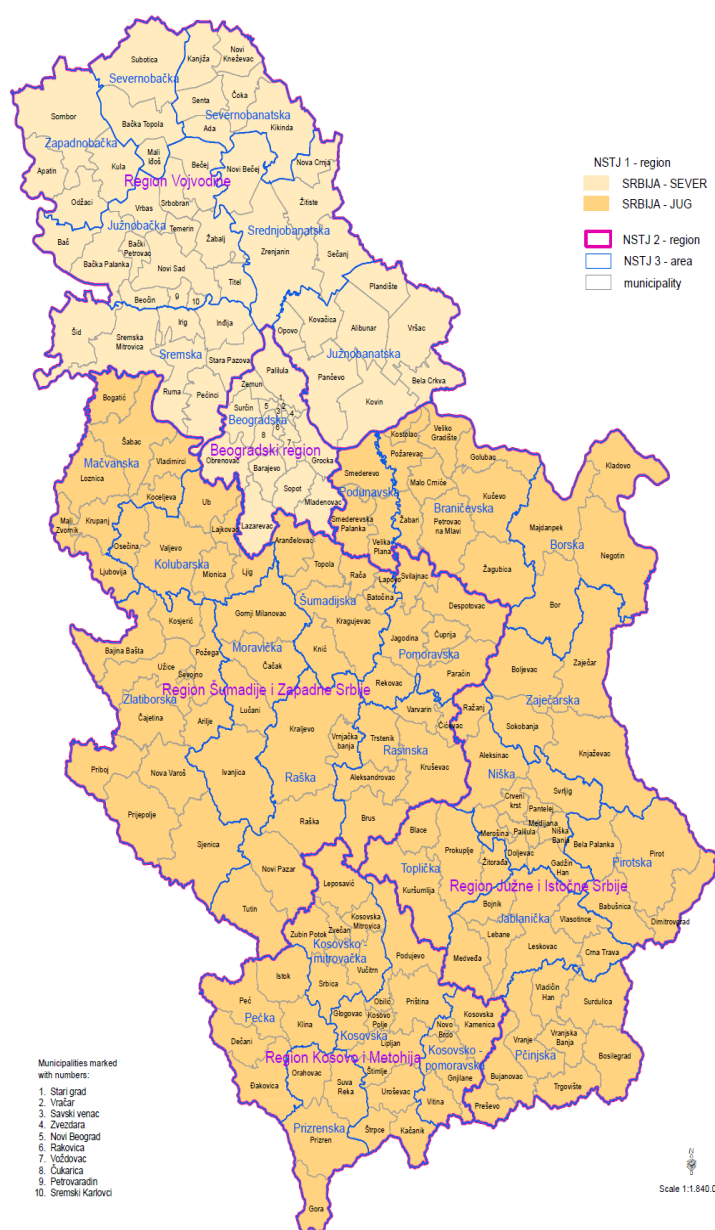 Subotica
Kanjiža
Novi
Kneževac
Severnobačka
Senta
Čoka
Sombor
Bačka Topola
Ada
Severnobanatska
Kikinda
Zapadnobačka
Mali
Iđoš
Bečej
Novi Bečej
Nova Crnja
Apatin
Kula
Region Vojvodine
Odžaci
Vrbas
Srbobran
Žitište
Južnobačka
Temerin
Srednjobanatska
Bač
Bački
Petrovac
Žabalj
Zrenjanin
Sečanj
Bačka Palanka
Novi Sad
Titel
Plandište
Beočin
9
10
Šid
Sremska
Mitrovica
Irig
Inđija
Opovo
Kovačica
Alibunar
Vršac
Sremska
Stara Pazova
Južnobanatska
Ruma
Pećinci
Zemun
Palilula
Pančevo
Bela Crkva
Kovin
Bogatić
Surčin
1
5
2
3
4
Beogradska
6
8
7
Šabac
Mačvanska
Vladimirci
Obrenovac
Beogradski region
Barajevo
Grocka
Loznica
Koceljeva
Ub
Sopot
Mladenovac
Lazarevac
Mali
Zvornik
Krupanj
Osečina
Valjevo
Lajkovac
Kolubarska
Mionica
Ljig
Ljubovija
Aranđelovac
Smederevo
Podunavska
Smederevska
Palanka
Velika
Plana
Kostolac
Požarevac
Veliko
Gradište
Golubac
Malo Crniće
Kučevo
Braničevska
Žabari
Petrovac
na Mlavi
Žagubica
Kladovo
Majdanpek
Borska
Negotin
Bor
Topola
Rača
Lapovo
Svilajnac
Šumadijska
Batočina
Despotovac
Kosjerić
Gornji Milanovac
Kragujevac
Jagodina
Ćuprija
Bajina Bašta
Požega
Moravička
Knić
Pomoravska
Užice
Sevojno
Čačak
Rekovac
Paraćin
Boljevac
Zaječar
Zlatiborska
Region Šumadije i Zapadne Srbije
Čajetina
Arilje
Lučani
Varvarin
Ćićevac
Ražanj
Zaječarska
Kraljevo
Vrnjačka
banja
Trstenik
Rasinska
Sokobanja
Knjaževac
Priboj
Nova Varoš
Ivanjica
Raška
Aleksandrovac
Kruševac
Aleksinac
Niška
Prijepolje
Raška
Brus
Svrljig
Crveni
krst
Pantelej
Medijana
Sjenica
Blace
Merošina
Palilula
Niška
Banja
Bela Palanka
Pirot
Prokuplje
Doljevac
Toplička
Žitorađa
Gadžin
Han
Pirotska
Novi Pazar
Kuršumlija
Region Južne i Istočne Srbije
Leposavić
Bojnik
Babušnica
Dimitrovgrad
Tutin
Kosovska
Mitrovica
Jablanička
Vlasotince
Zubin Potok
Zvečan
Lebane
Leskovac
Crna Trava
Kosovsko -
mitrovačka
Podujevo
Medveđa
Istok
Vučitrn
Srbica
Vladičin
Han
Surdulica
Peć
Pećka
Klina
Glogovac
Obilić
Kosovo
Polje
Priština
Novo
Brdo
Kosovska
Kamenica
Vranje
Vranjska
Banja
Dečani
Kosovska
Lipljan
Pčinjska
Bosilegrad
Region Kosovo i Metohija
Kosovsko -
pomoravska
Bujanovac
Trgovište
Đakovica
Orahovac
Suva
Reka
Štimlje
Uroševac
Gnjilane
Preševo
Vitina
Prizrenska
Prizren
Štrpce
Kačanik
Gora
NSTJ 1 - region
SRBIJA - SEVER
SRBIJA - JUG
NSTJ 2 - region
NSTJ 3 - area
municipality
Municipalities marked
with numbers:
1. Stari grad
2. Vračar
3. Savski venac
4. Zvezdara
5. Novi Beograd
6. Rakovica
7. Voždovac
8. Čukarica
9. Petrovaradin
10. Sremski Karlovci
N
Scale 1:1.840.0